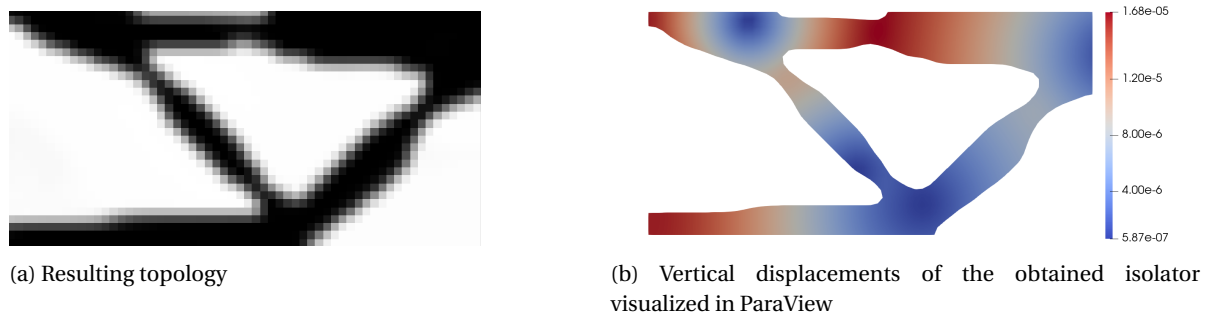 1.68e-05
1.20e-5
8.00e-6
4.00e-6
5.87e-07
(a) Resulting topology
(b) Vertical displacements of the obtained isolator
visualized in ParaView